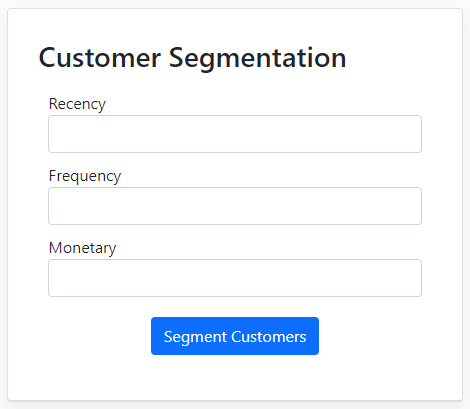 Customer Segmentation
Recency
Frequency
Monetary
Segment Customers